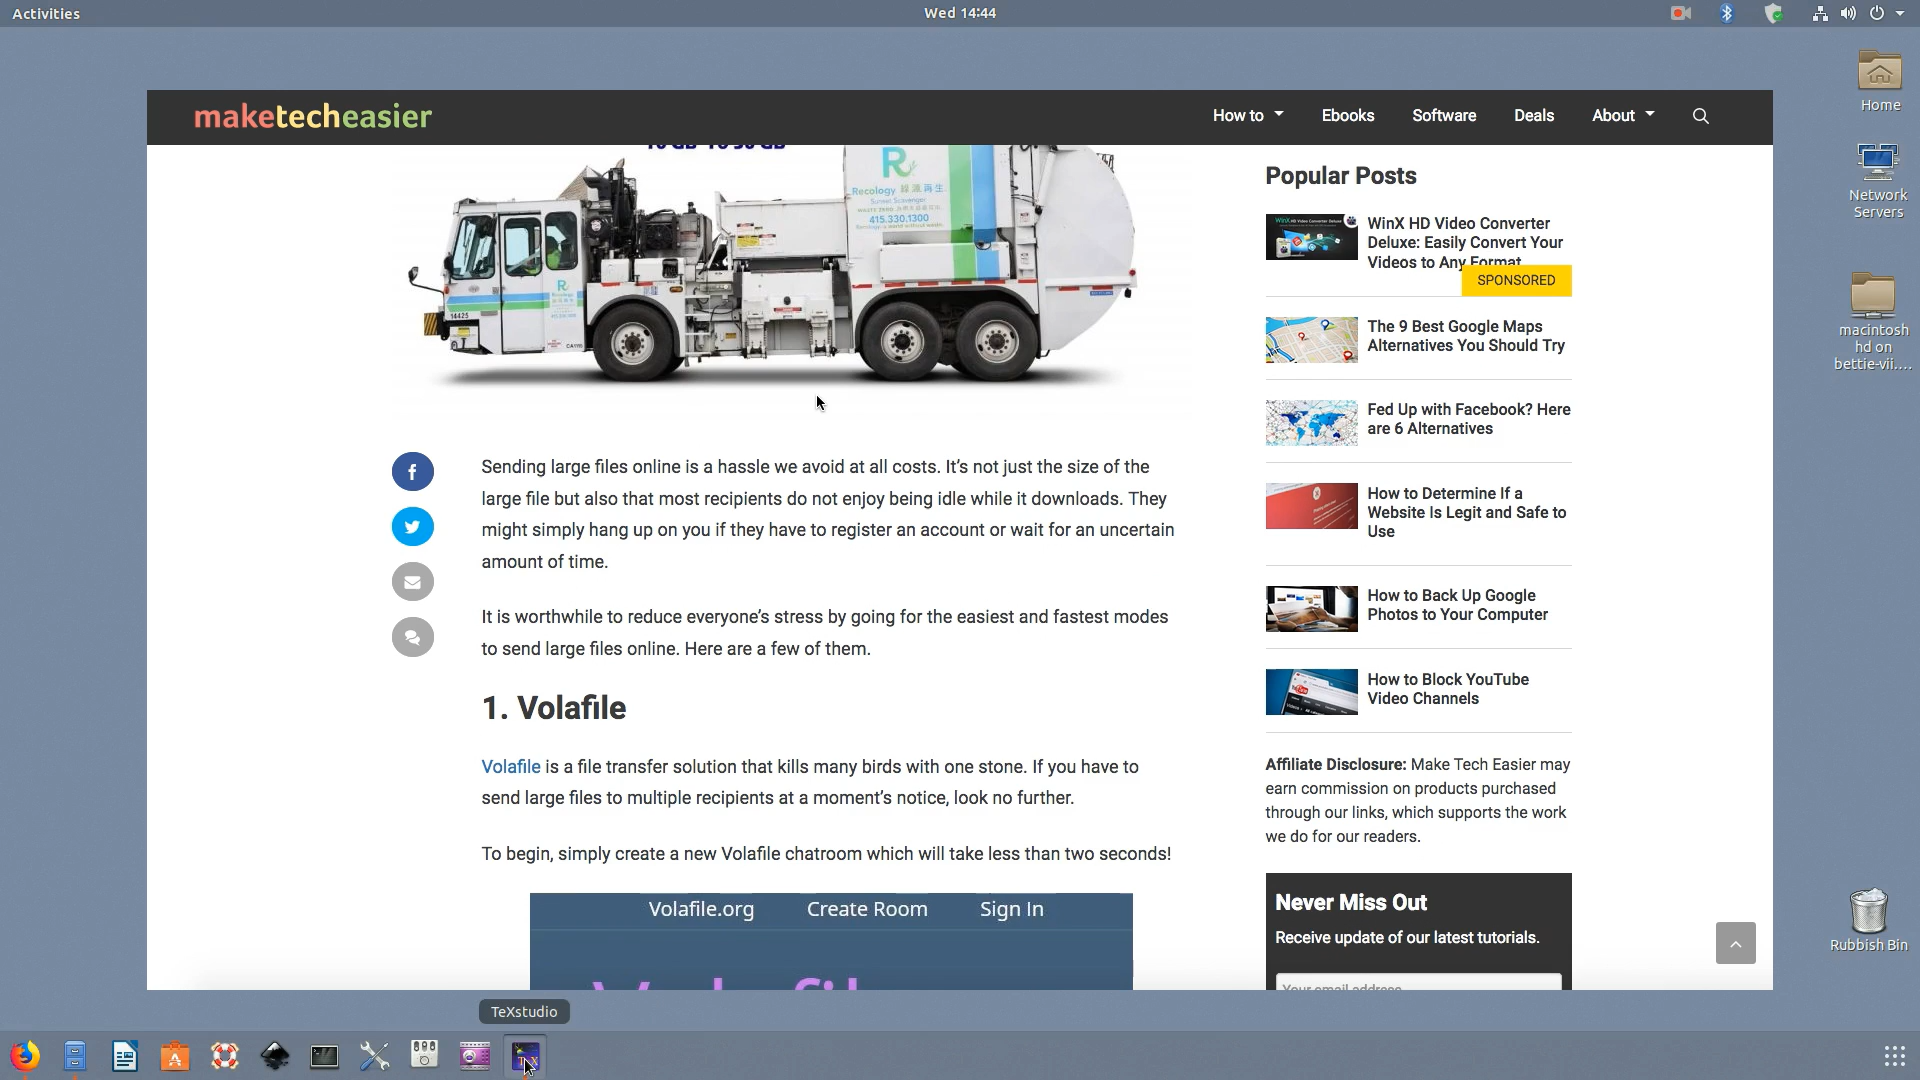 Activities
Wed 14:44
Home
Network
Servers
macintosh
hd on
bettie-vii....
Rubbish Bin
maketecheasier
How to
Ebooks
Software
Deals
About
R
Recology 綠源再生
Sunset Scavenger
415.330.1300
R
14425
Sending large files online is a hassle we avoid at all costs. It’s not just the size of the
large file but also that most recipients do not enjoy being idle while it downloads. They
might simply hang up on you if they have to register an account or wait for an uncertain
amount of time.
It is worthwhile to reduce everyone’s stress by going for the easiest and fastest modes
to send large files online. Here are a few of them.
1. Volafile
Volafile is a file transfer solution that kills many birds with one stone. If you have to
send large files to multiple recipients at a moment’s notice, look no further.
To begin, simply create a new Volafile chatroom which will take less than two seconds!
Volafile.org
Create Room
Sign In
Popular Posts
WinX HD Video Converter
Deluxe: Easily Convert Your
Videos to Any Format
SPONSORED
The 9 Best Google Maps
Alternatives You Should Try
Fed Up with Facebook? Here
are 6 Alternatives
How to Determine If a
Website Is Legit and Safe to
Use
How to Back Up Google
Photos to Your Computer
How to Block YouTube
Video Channels
Affiliate Disclosure: Make Tech Easier may
earn commission on products purchased
through our links, which supports the work
we do for our readers.
Never Miss Out
Receive update of our latest tutorials.
Your email address
TeXstudio